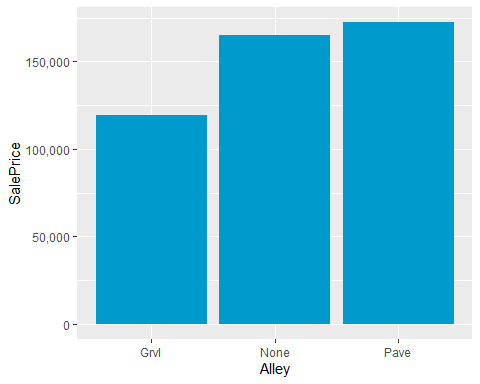 SalePrice
150,000
100,000
50,000
0
Grvl None Pave
Alley